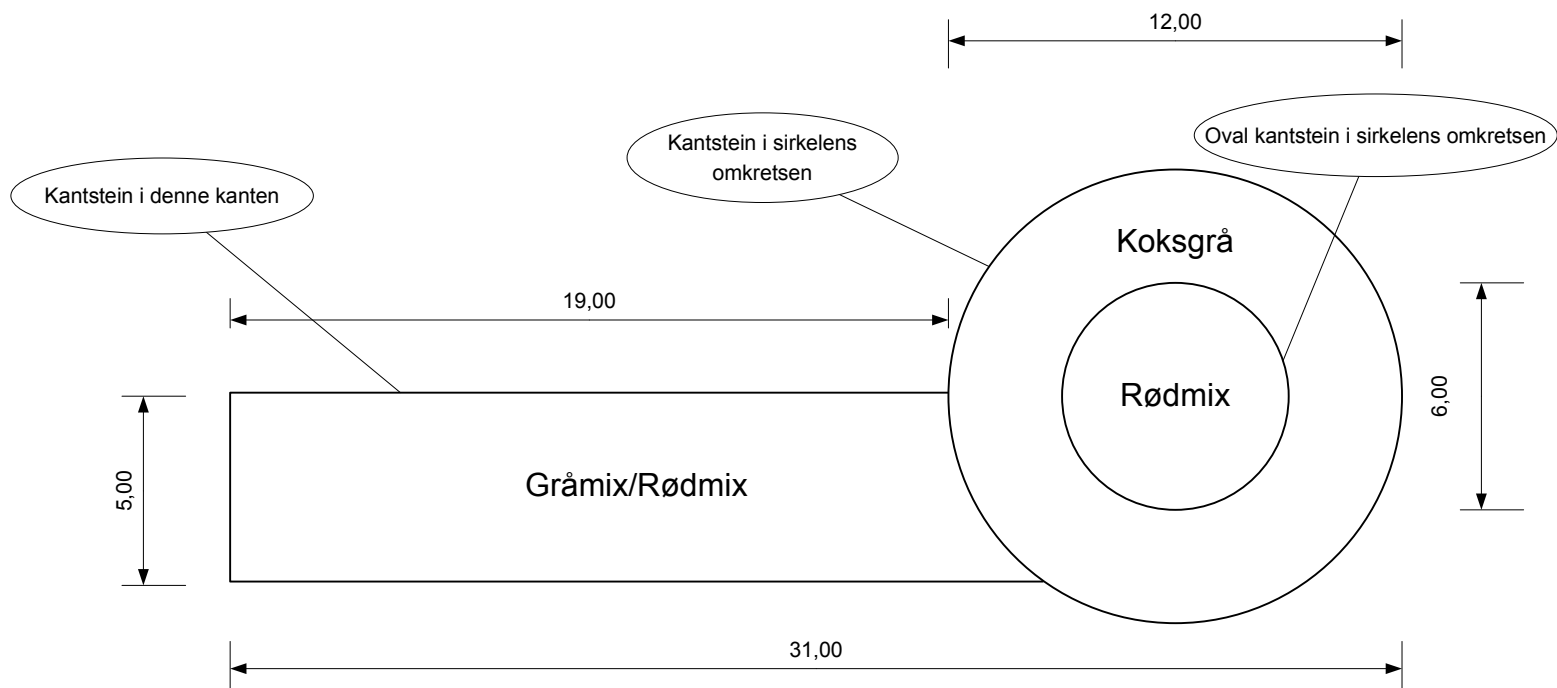 12,00
Kantstein i sirkelens
omkretsen
Oval kantstein i sirkelens omkretsen
Kantstein i denne kanten
Koksgrå
19,00
Rødmix
6,00
Gråmix/Rødmix
5,00
31,00